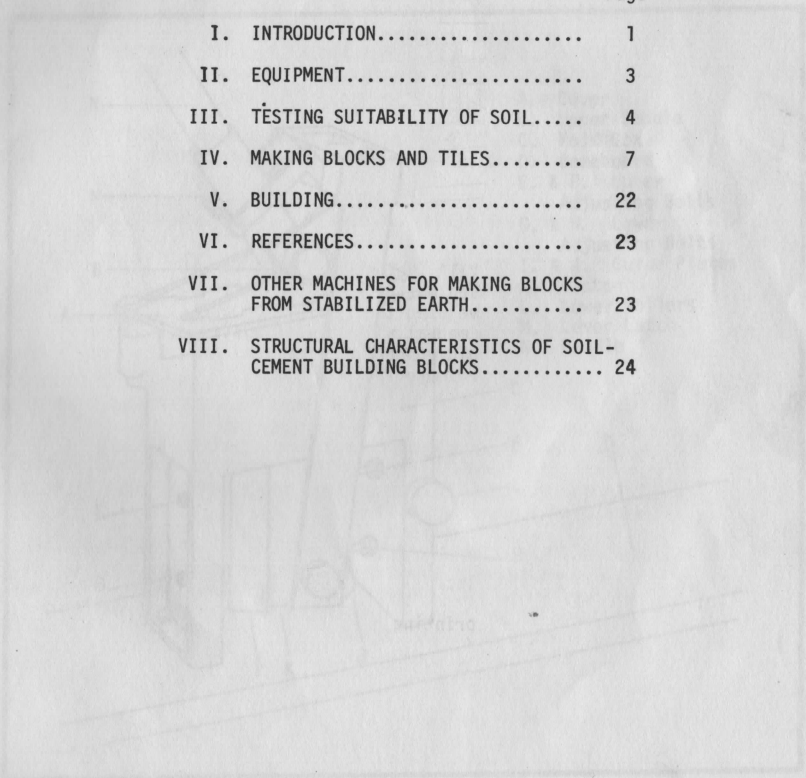 I. INTRODUCTION.................... 1
II. EQUIPMENT....................... 3
III. TESTING SUITABILITY OF SOIL..... 4
IV. MAKING BLOCKS AND TILES......... 7
V. BUILDING........................ 22
VI. REFERENCES...................... 23
VII. OTHER MACHINES FOR MAKING BLOCKS
FROM STABILIZED EARTH........... 23
VIII. STRUCTURAL CHARACTERISTICS OF SOIL-
CEMENT BUILDING BLOCKS............ 24